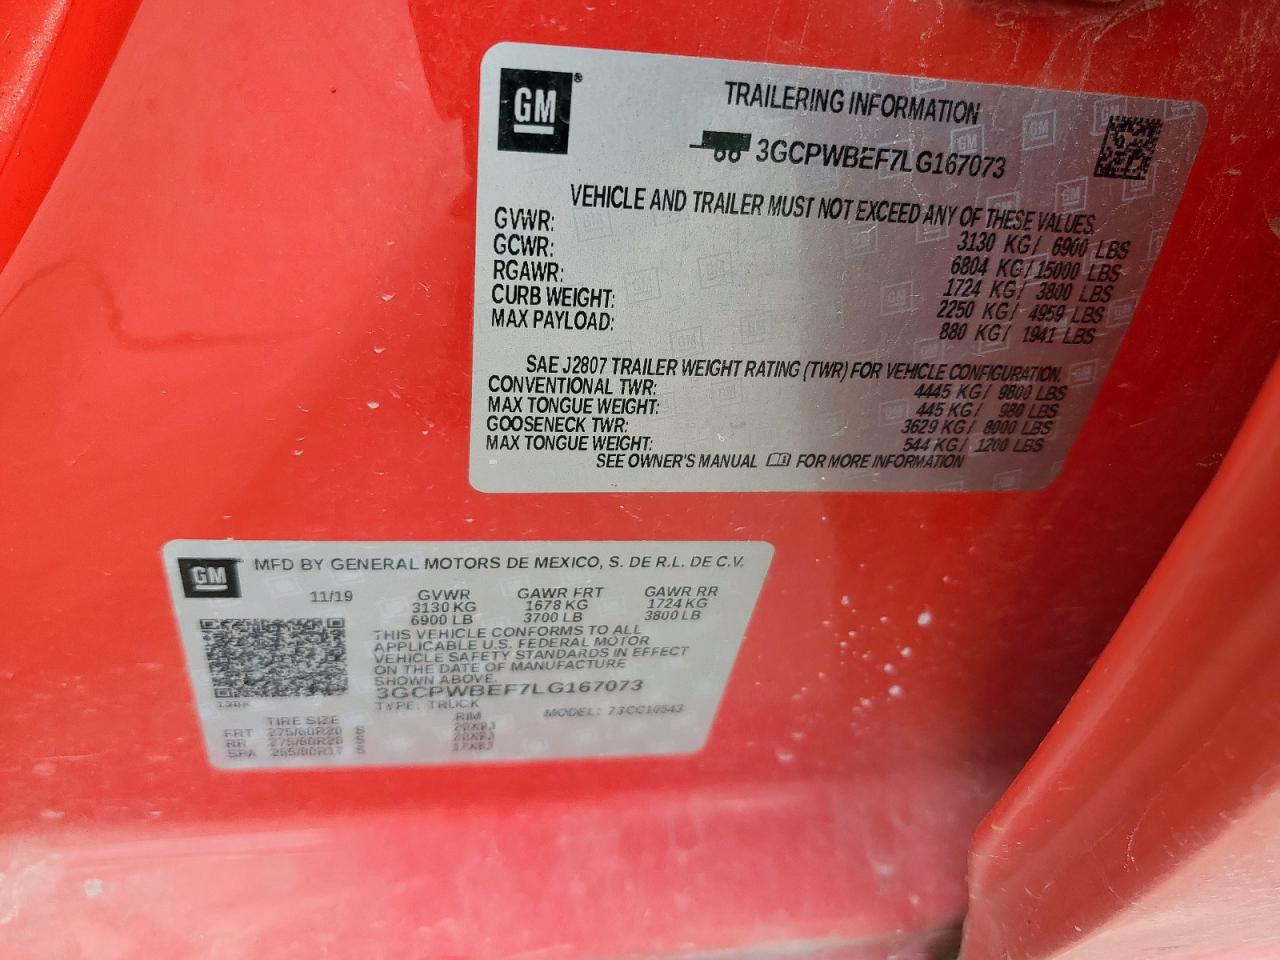 GM ®
TRAILERING INFORMATION
3GCPWBEF7LG167073
VEHICLE AND TRAILER MUST NOT EXCEED ANY OF THESE VALUES.
GVWR: 3130 KG/ 6900 LBS
GCWR: 6804 KG/15000 LBS
RGAWR: 1724 KG/ 3800 LBS
CURB WEIGHT: 2250 KG/ 4959 LBS
MAX PAYLOAD: 880 KG/ 1941 LBS
SAE J2807 TRAILER WEIGHT RATING (TWR) FOR VEHICLE CONFIGURATION.
CONVENTIONAL TWR: 4445 KG/ 9800 LBS
MAX TONGUE WEIGHT: 445 KG/ 980 LBS
GOOSENECK TWR: 3629 KG/ 8000 LBS
MAX TONGUE WEIGHT: 544 KG/ 1200 LBS
SEE OWNER'S MANUAL FOR MORE INFORMATION
GM
MFD BY GENERAL MOTORS DE MEXICO, S. DE R.L. DE C.V.
11/19 GVWR GAWR FRT GAWR RR
3130 KG 1678 KG 1724 KG
6900 LB 3700 LB 3800 LB
THIS VEHICLE CONFORMS TO ALL
APPLICABLE U.S. FEDERAL MOTOR
VEHICLE SAFETY STANDARDS IN EFFECT
ON THE DATE OF MANUFACTURE
SHOWN ABOVE.
3GCPWBEF7LG167073
TYPE: TRUCK MODEL: 73CC10543
TIRE SIZE RIM
FRT 275/60R20 S 20X9J
RR 275/60R20 S 20X9J
SPA 255/80R17 S 17X8J